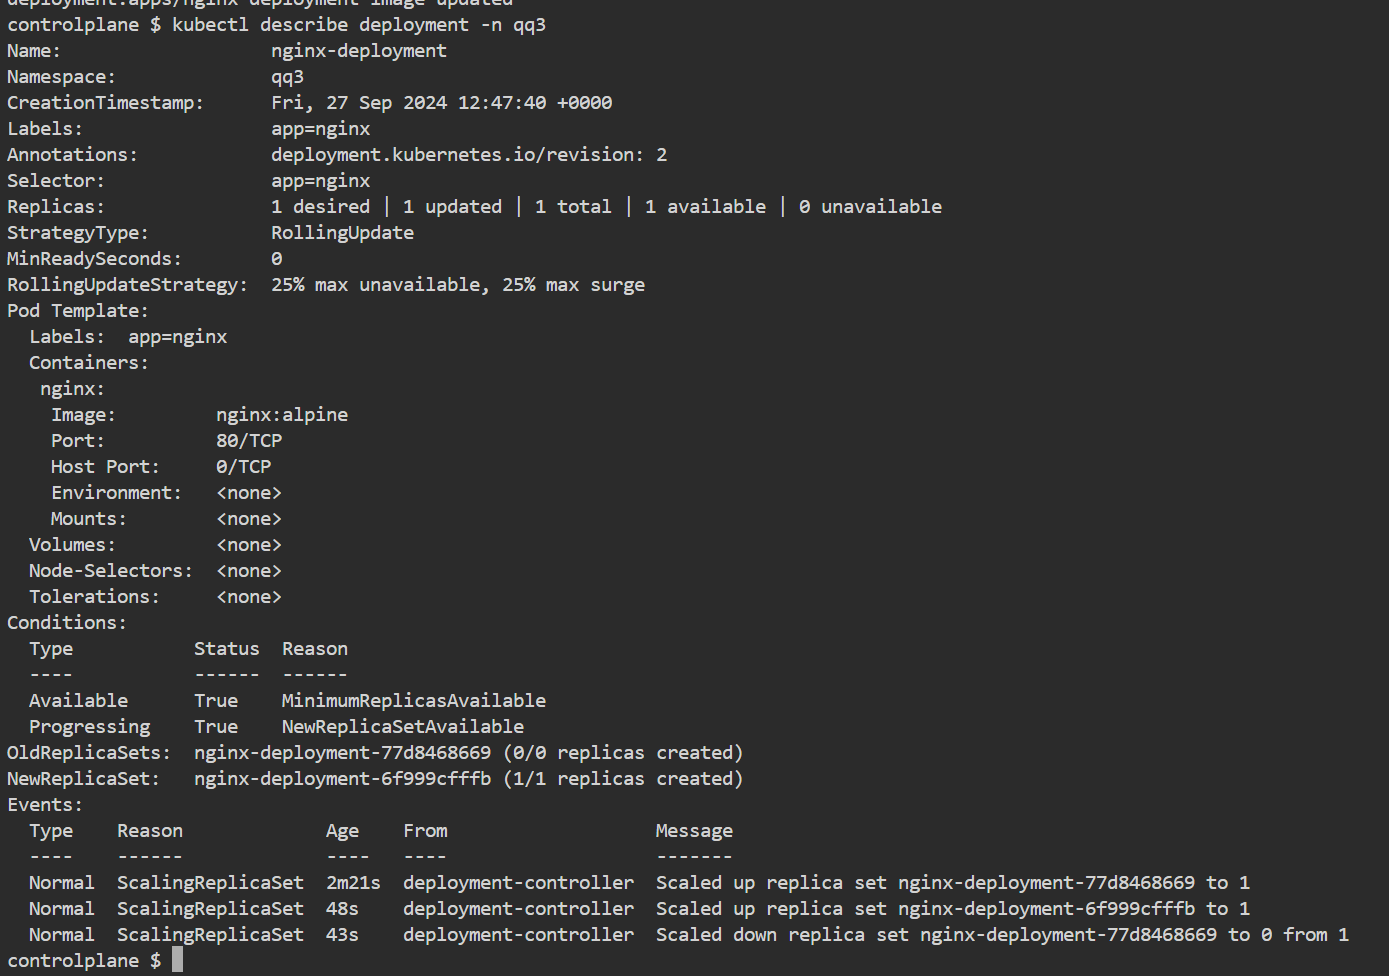 deployment.apps/nginx-deployment image updated
controlplane $ kubectl describe deployment -n qq3
Name:                   nginx-deployment
Namespace:              qq3
CreationTimestamp:      Fri, 27 Sep 2024 12:47:40 +0000
Labels:                 app=nginx
Annotations:            deployment.kubernetes.io/revision: 2
Selector:               app=nginx
Replicas:               1 desired | 1 updated | 1 total | 1 available | 0 unavailable
StrategyType:           RollingUpdate
MinReadySeconds:        0
RollingUpdateStrategy:  25% max unavailable, 25% max surge
Pod Template:
  Labels:  app=nginx
  Containers:
   nginx:
    Image:         nginx:alpine
    Port:          80/TCP
    Host Port:     0/TCP
    Environment:   <none>
    Mounts:        <none>
  Volumes:         <none>
  Node-Selectors:  <none>
  Tolerations:     <none>
Conditions:
  Type           Status  Reason
  ----           ------  ------
  Available      True    MinimumReplicasAvailable
  Progressing    True    NewReplicaSetAvailable
OldReplicaSets:  nginx-deployment-77d8468669 (0/0 replicas created)
NewReplicaSet:   nginx-deployment-6f999cfffb (1/1 replicas created)
Events:
  Type    Reason             Age    From                   Message
  ----    ------             ----   ----                   -------
  Normal  ScalingReplicaSet  2m21s  deployment-controller  Scaled up replica set nginx-deployment-77d8468669 to 1
  Normal  ScalingReplicaSet  48s    deployment-controller  Scaled up replica set nginx-deployment-6f999cfffb to 1
  Normal  ScalingReplicaSet  43s    deployment-controller  Scaled down replica set nginx-deployment-77d8468669 to 0 from 1
controlplane $